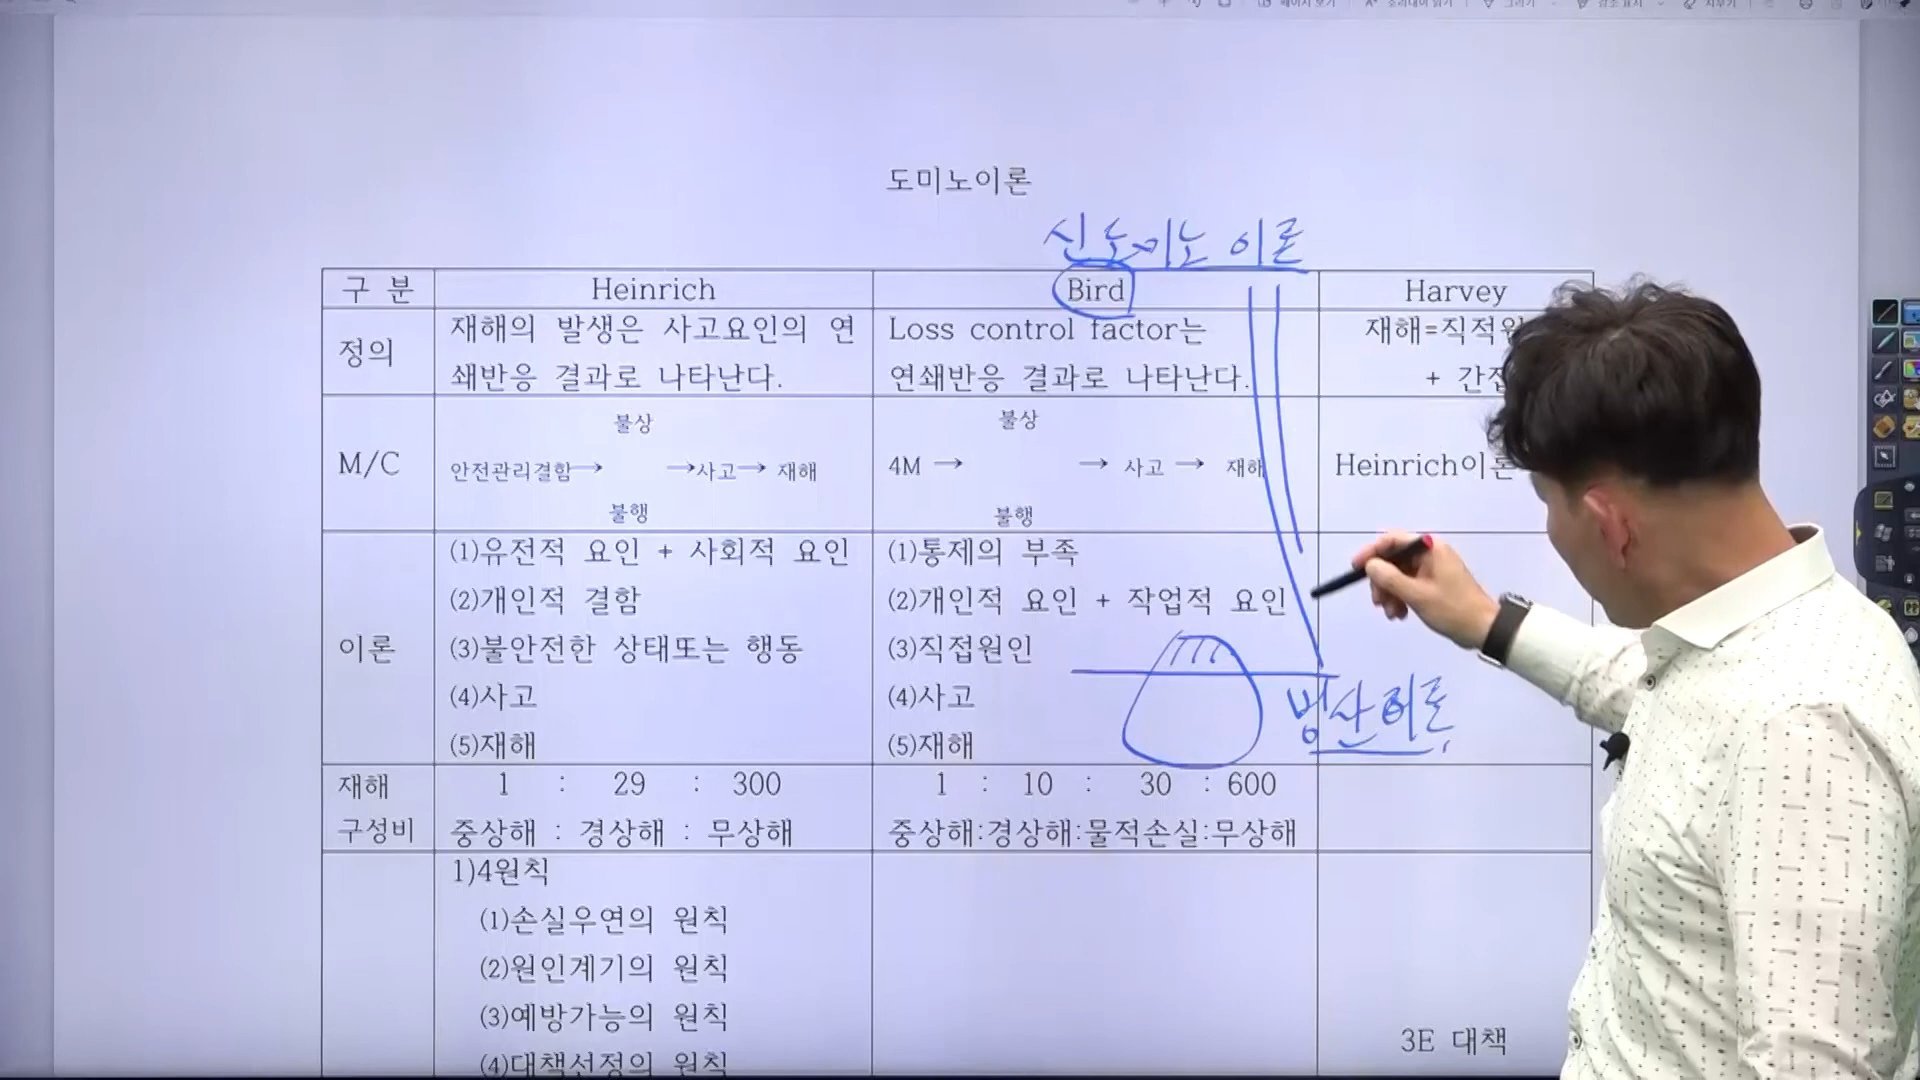 도미노이론
신도미노 이론
구 분
Heinrich
Bird
Harvey
정의
재해의 발생은 사고요인의 연
쇄반응 결과로 나타난다.
Loss control factor는
연쇄반응 결과로 나타난다.
재해=직적원
+ 간접
M/C
불상
안전관리결함→ →사고→ 재해
불행
불상
4M → → 사고 → 재해
불행
Heinrich이론
이론
(1)유전적 요인 + 사회적 요인
(2)개인적 결함
(3)불안전한 상태또는 행동
(4)사고
(5)재해
(1)통제의 부족
(2)개인적 요인 + 작업적 요인
(3)직접원인
(4)사고
(5)재해
빙산이론
재해
구성비
1 : 29 : 300
중상해 : 경상해 : 무상해
1 : 10 : 30 : 600
중상해:경상해:물적손실:무상해
1)4원칙
(1)손실우연의 원칙
(2)원인계기의 원칙
(3)예방가능의 원칙
(4)대책선정의 원칙
3E 대책